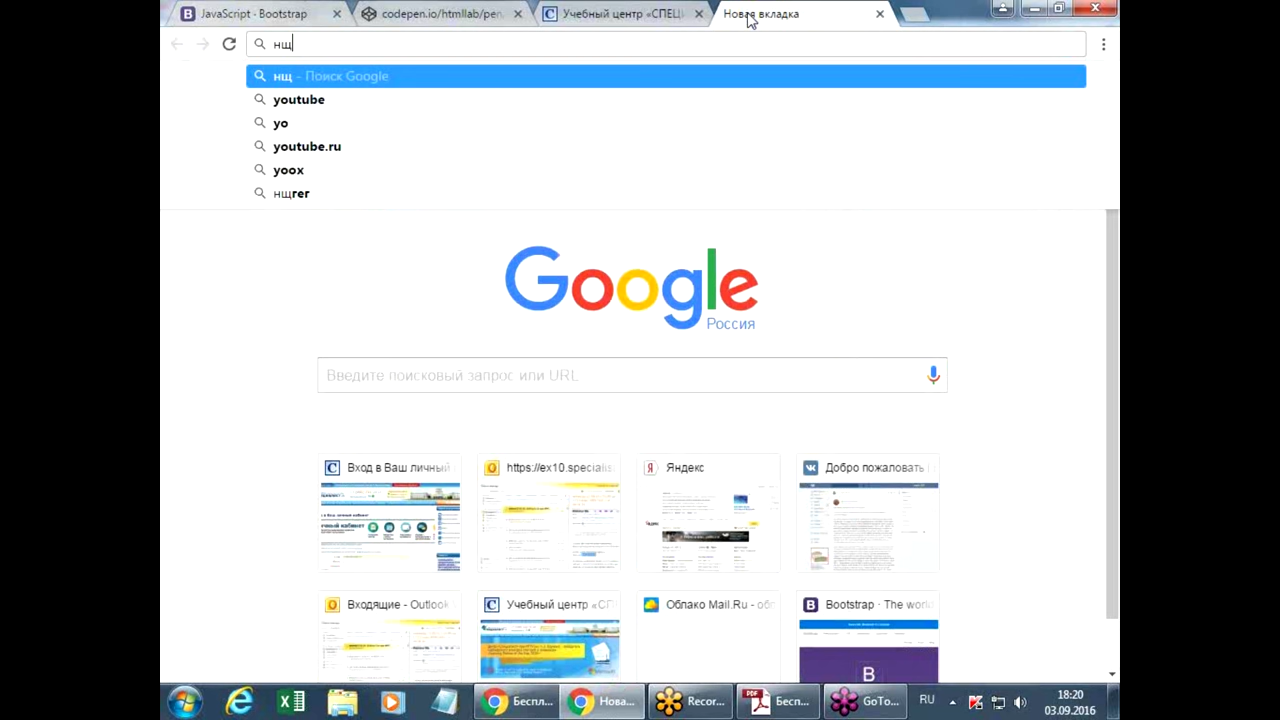 JavaScript · Bootstrap
codepen.io/htmllab/pen
Учебный центр «СПЕЦ
Новая вкладка
нщ
нщ - Поиск Google
youtube
yo
youtube.ru
yoox
нщгег
Google
Россия
Введите поисковый запрос или URL
Вход в Ваш личный
https://ex10.specialis
Яндекс
Добро пожаловать
Входящие - Outlook
Учебный центр «СП
Облако Mail.Ru - об
Bootstrap · The worl
Беспл...
Нова...
Recor...
Бесп...
GoTo...
RU
18:20
03.09.2016